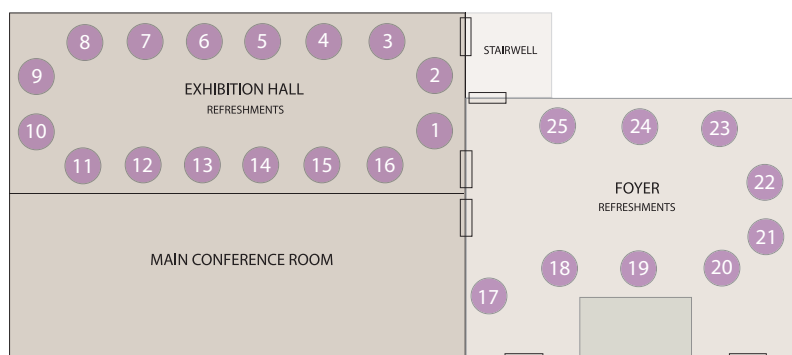 8 7 6 5 4 3
STAIRWELL
9
2
EXHIBITION HALL
REFRESHMENTS
10
1
25 24 23
11 12 13 14 15 16
22
FOYER
REFRESHMENTS
21
MAIN CONFERENCE ROOM
18 19 20
17